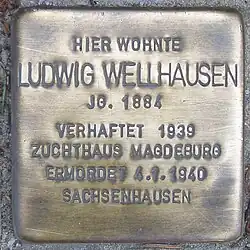 HIER WOHNTE
LUDWIG WELLHAUSEN
JG. 1884
VERHAFTET 1939
ZUCHTHAUS MAGDEBURG
ERMORDET 4.1.1940
SACHSENHAUSEN